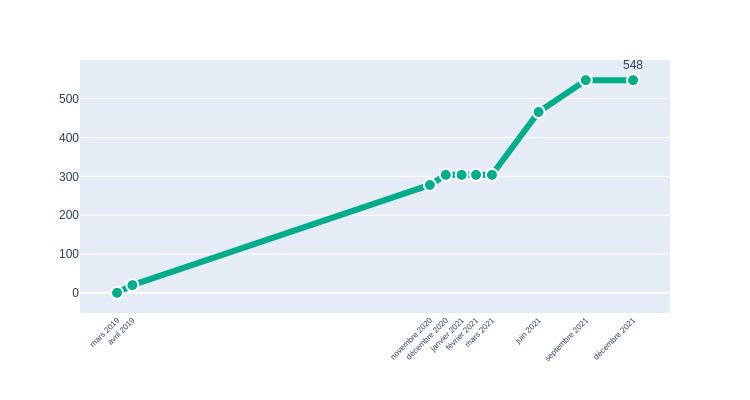 548
500
400
300
200
100
0
mars 2019
avril 2019
novembre 2020
décembre 2020
janvier 2021
février 2021
mars 2021
juin 2021
septembre 2021
décembre 2021